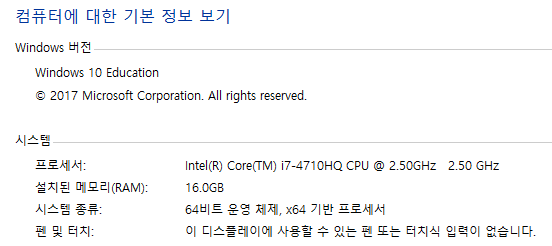 컴퓨터에 대한 기본 정보 보기
Windows 버전
Windows 10 Education
© 2017 Microsoft Corporation. All rights reserved.
시스템
프로세서: Intel(R) Core(TM) i7-4710HQ CPU @ 2.50GHz 2.50 GHz
설치된 메모리(RAM): 16.0GB
시스템 종류: 64비트 운영 체제, x64 기반 프로세서
펜 및 터치: 이 디스플레이에 사용할 수 있는 펜 또는 터치식 입력이 없습니다.